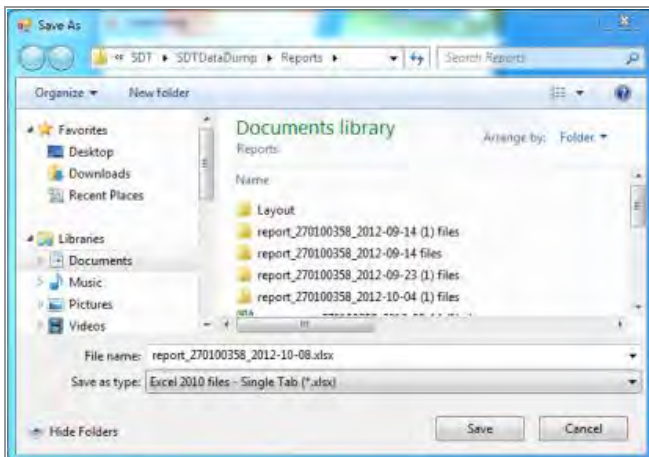 Save As
« SDT ▸ SDTDataDump ▸ Reports ▸
Search Reports
Organize ▾ New folder
Favorites
Desktop
Downloads
Recent Places
Libraries
Documents
Music
Pictures
Videos
Documents library
Reports
Arrange by: Folder ▾
Name
Layout
report_270100358_2012-09-14 (1) files
report_270100358_2012-09-14 files
report_270100358_2012-09-23 (1) files
report_270100358_2012-10-04 (1) files
File name: report_270100358_2012-10-08.xlsx
Save as type: Excel 2010 files - Single Tab (*.xlsx)
Hide Folders
Save
Cancel